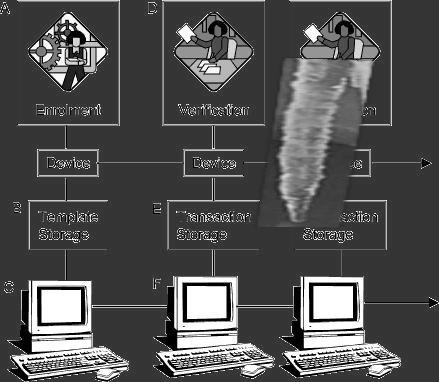 A
D
Enrolment
Verification
Device
Device
B
Template
Storage
E
Transaction
Storage
Storage
C
F